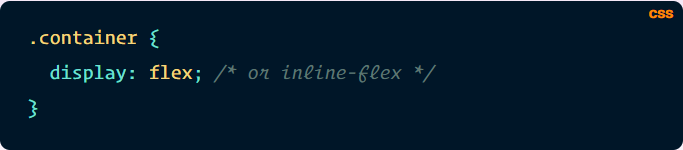 css
.container {
  display: flex; /* or inline-flex */
}